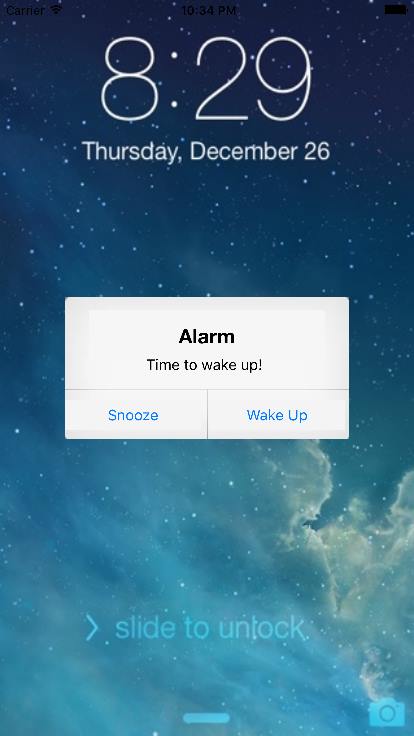 Carrier 10:34 PM
8:29
Thursday, December 26
Alarm
Time to wake up!
Snooze Wake Up
slide to unlock